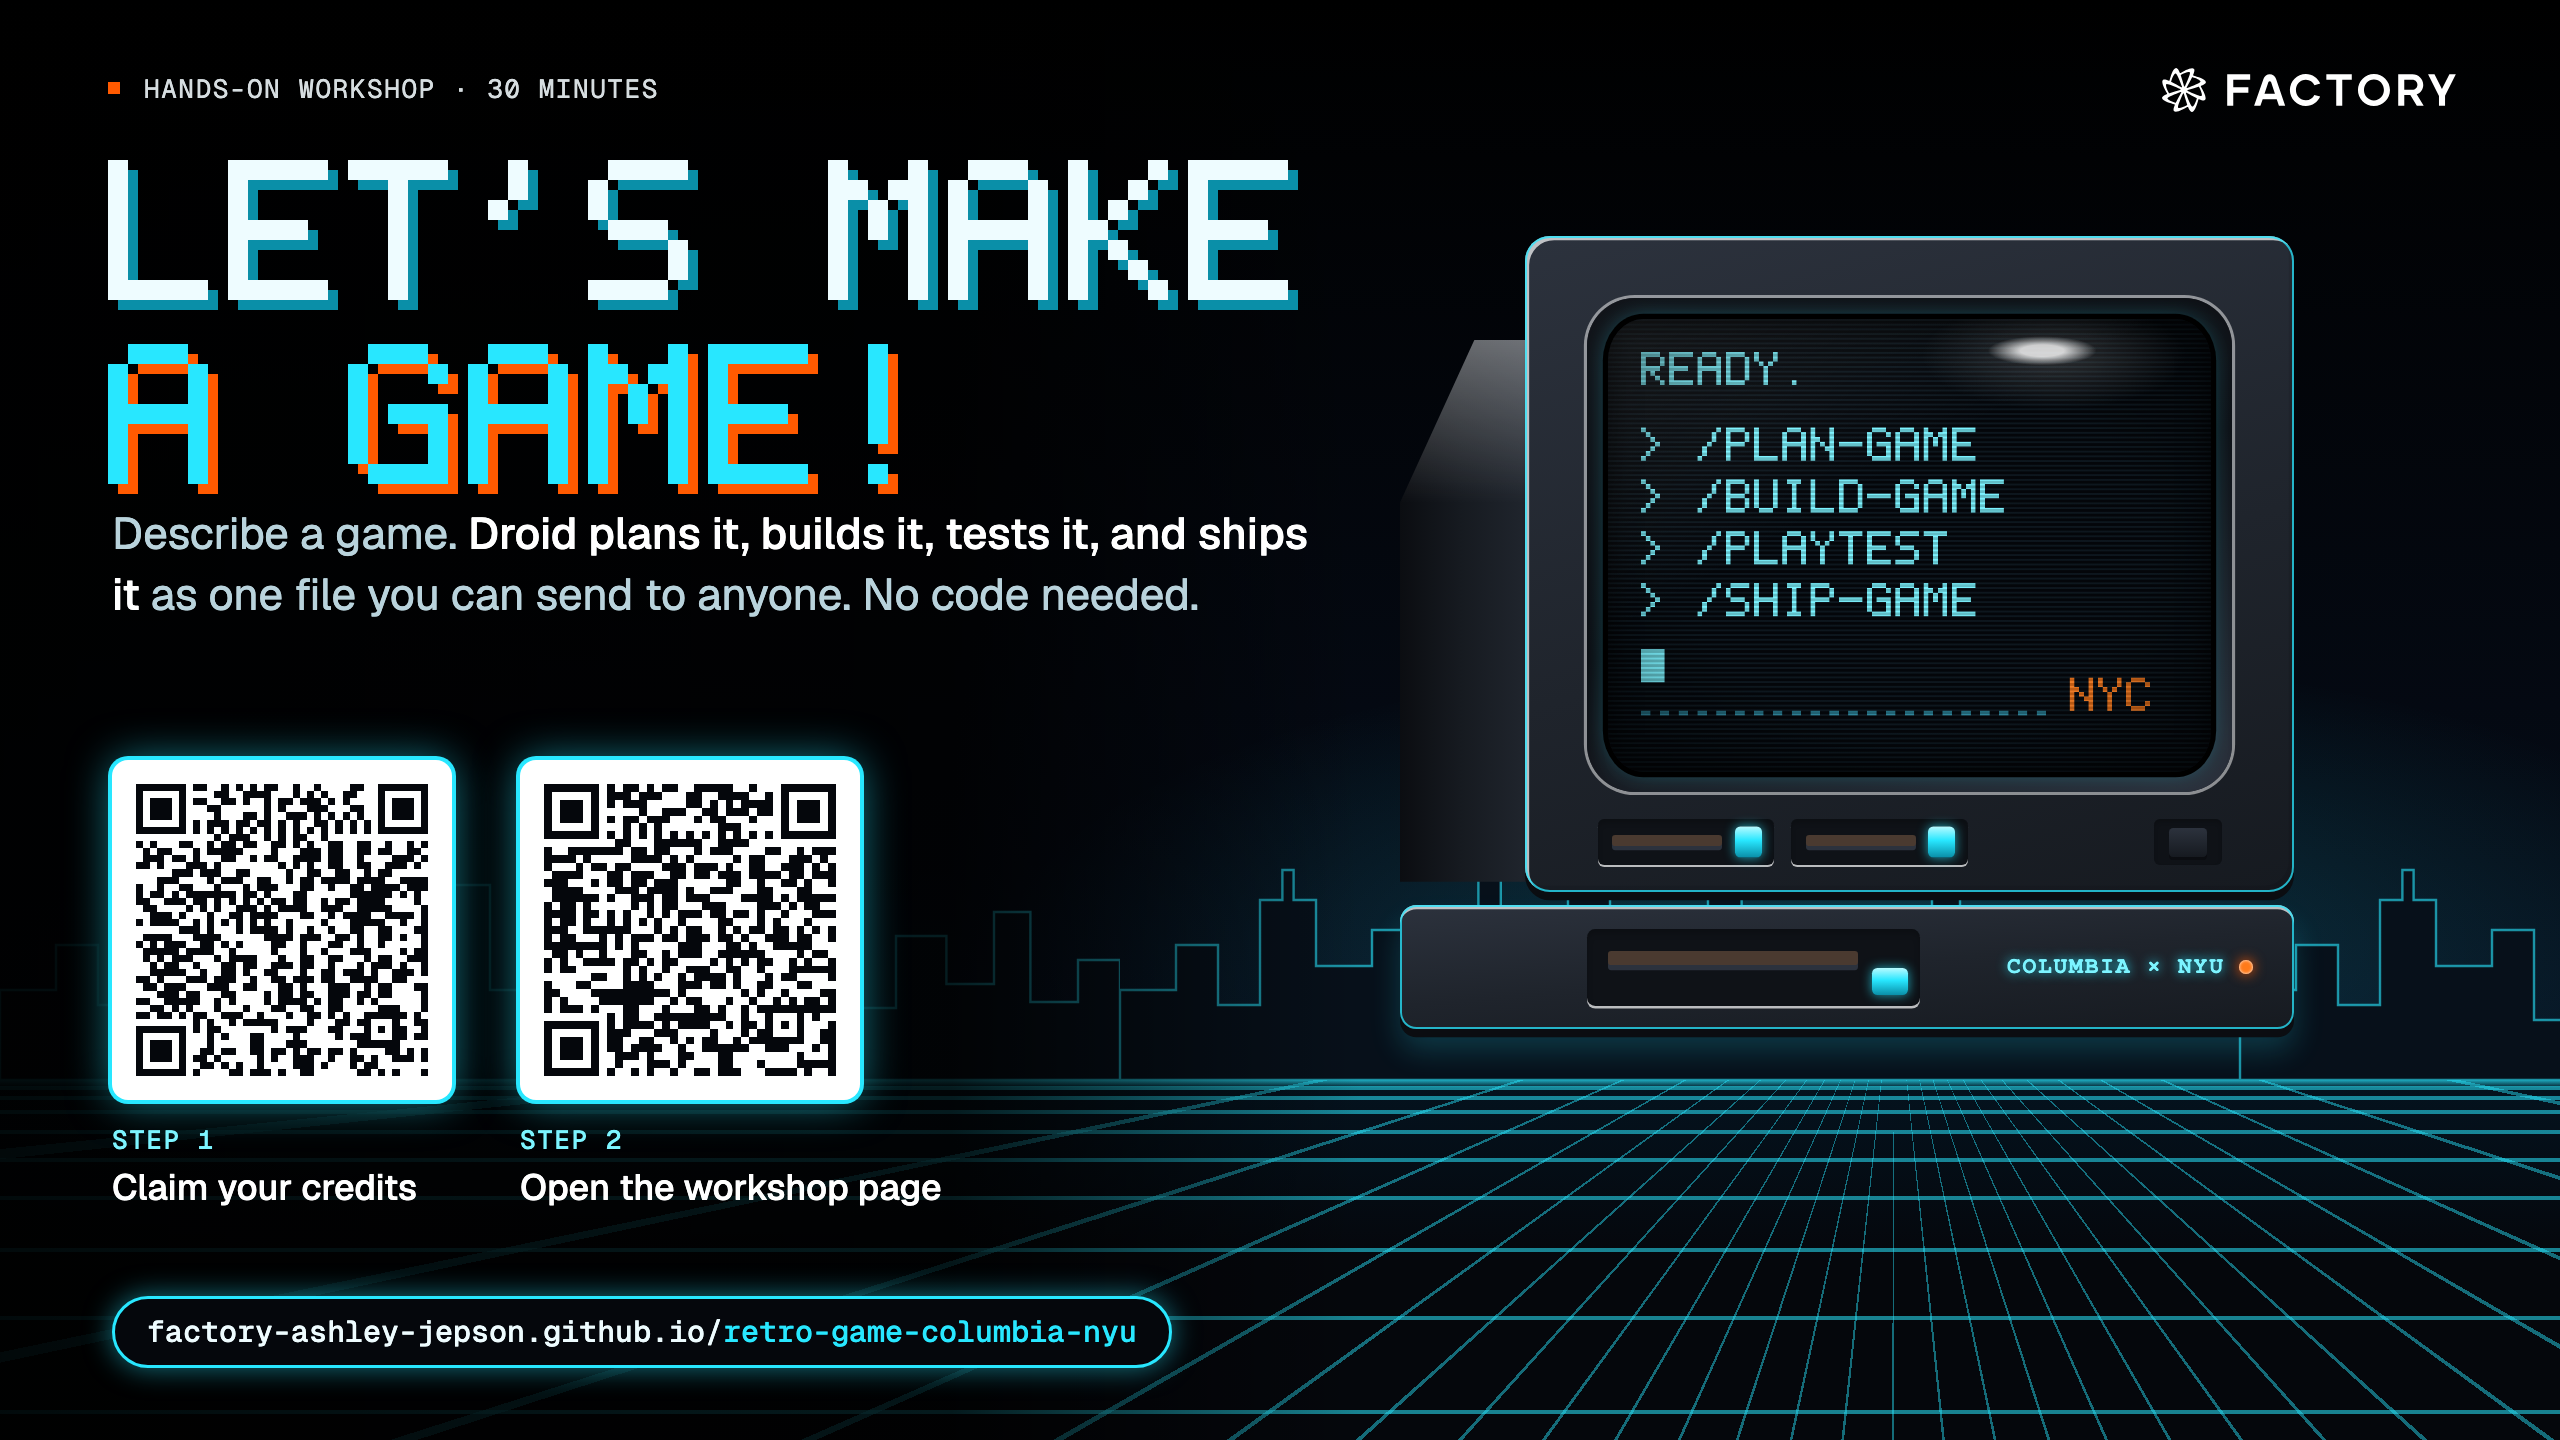 HANDS-ON WORKSHOP · 30 MINUTES
FACTORY
LET'S MAKE
A GAME!
Describe a game. Droid plans it, builds it, tests it, and ships
it as one file you can send to anyone. No code needed.
READY.
> /PLAN-GAME
> /BUILD-GAME
> /PLAYTEST
> /SHIP-GAME
NYC
COLUMBIA × NYU
STEP 1
Claim your credits
STEP 2
Open the workshop page
factory-ashley-jepson.github.io/retro-game-columbia-nyu